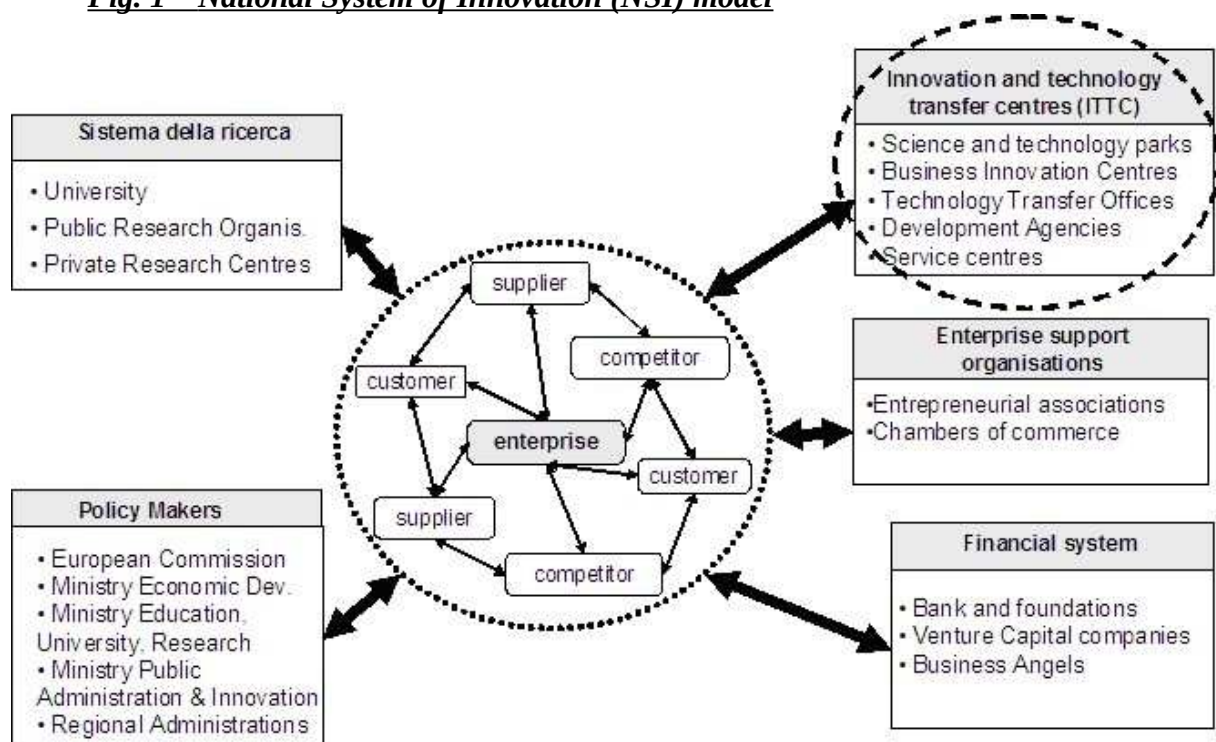 Fig. 1 – National System of Innovation (NSI) model
Sistema della ricerca
• University
• Public Research Organis.
• Private Research Centres
Policy Makers
• European Commission
• Ministry Economic Dev.
• Ministry Education,
University, Research
• Ministry Public
Administration & Innovation
• Regional Administrations
supplier
competitor
customer
enterprise
customer
supplier
competitor
Innovation and technology
transfer centres (ITTC)
• Science and technology parks
• Business Innovation Centres
• Technology Transfer Offices
• Development Agencies
• Service centres
Enterprise support
organisations
•Entrepreneurial associations
•Chambers of commerce
Financial system
• Bank and foundations
• Venture Capital companies
• Business Angels